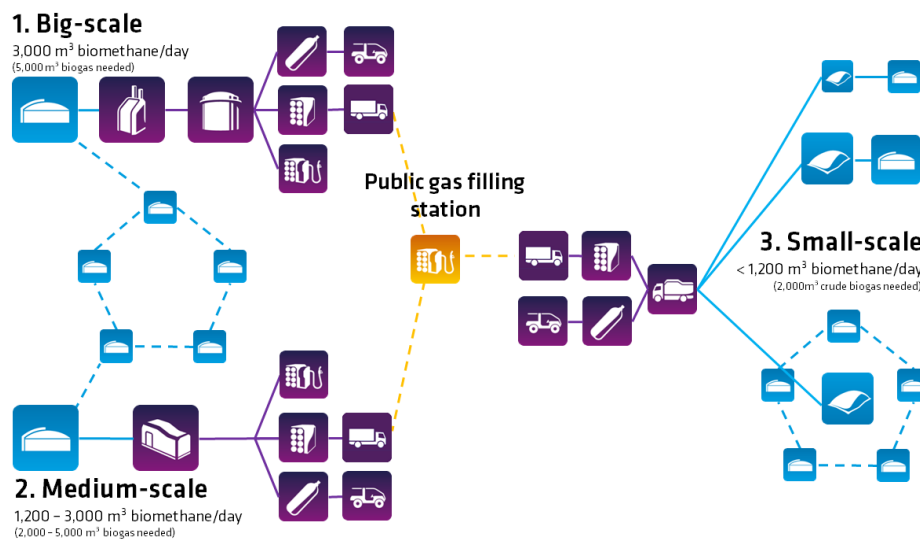 1. Big-scale
3,000 m³ biomethane/day
(5,000 m³ biogas needed)
Public gas filling
station
3. Small-scale
< 1,200 m³ biomethane/day
(2,000m³ crude biogas needed)
2. Medium-scale
1,200 – 3,000 m³ biomethane/day
(2,000 – 5,000 m³ biogas needed)